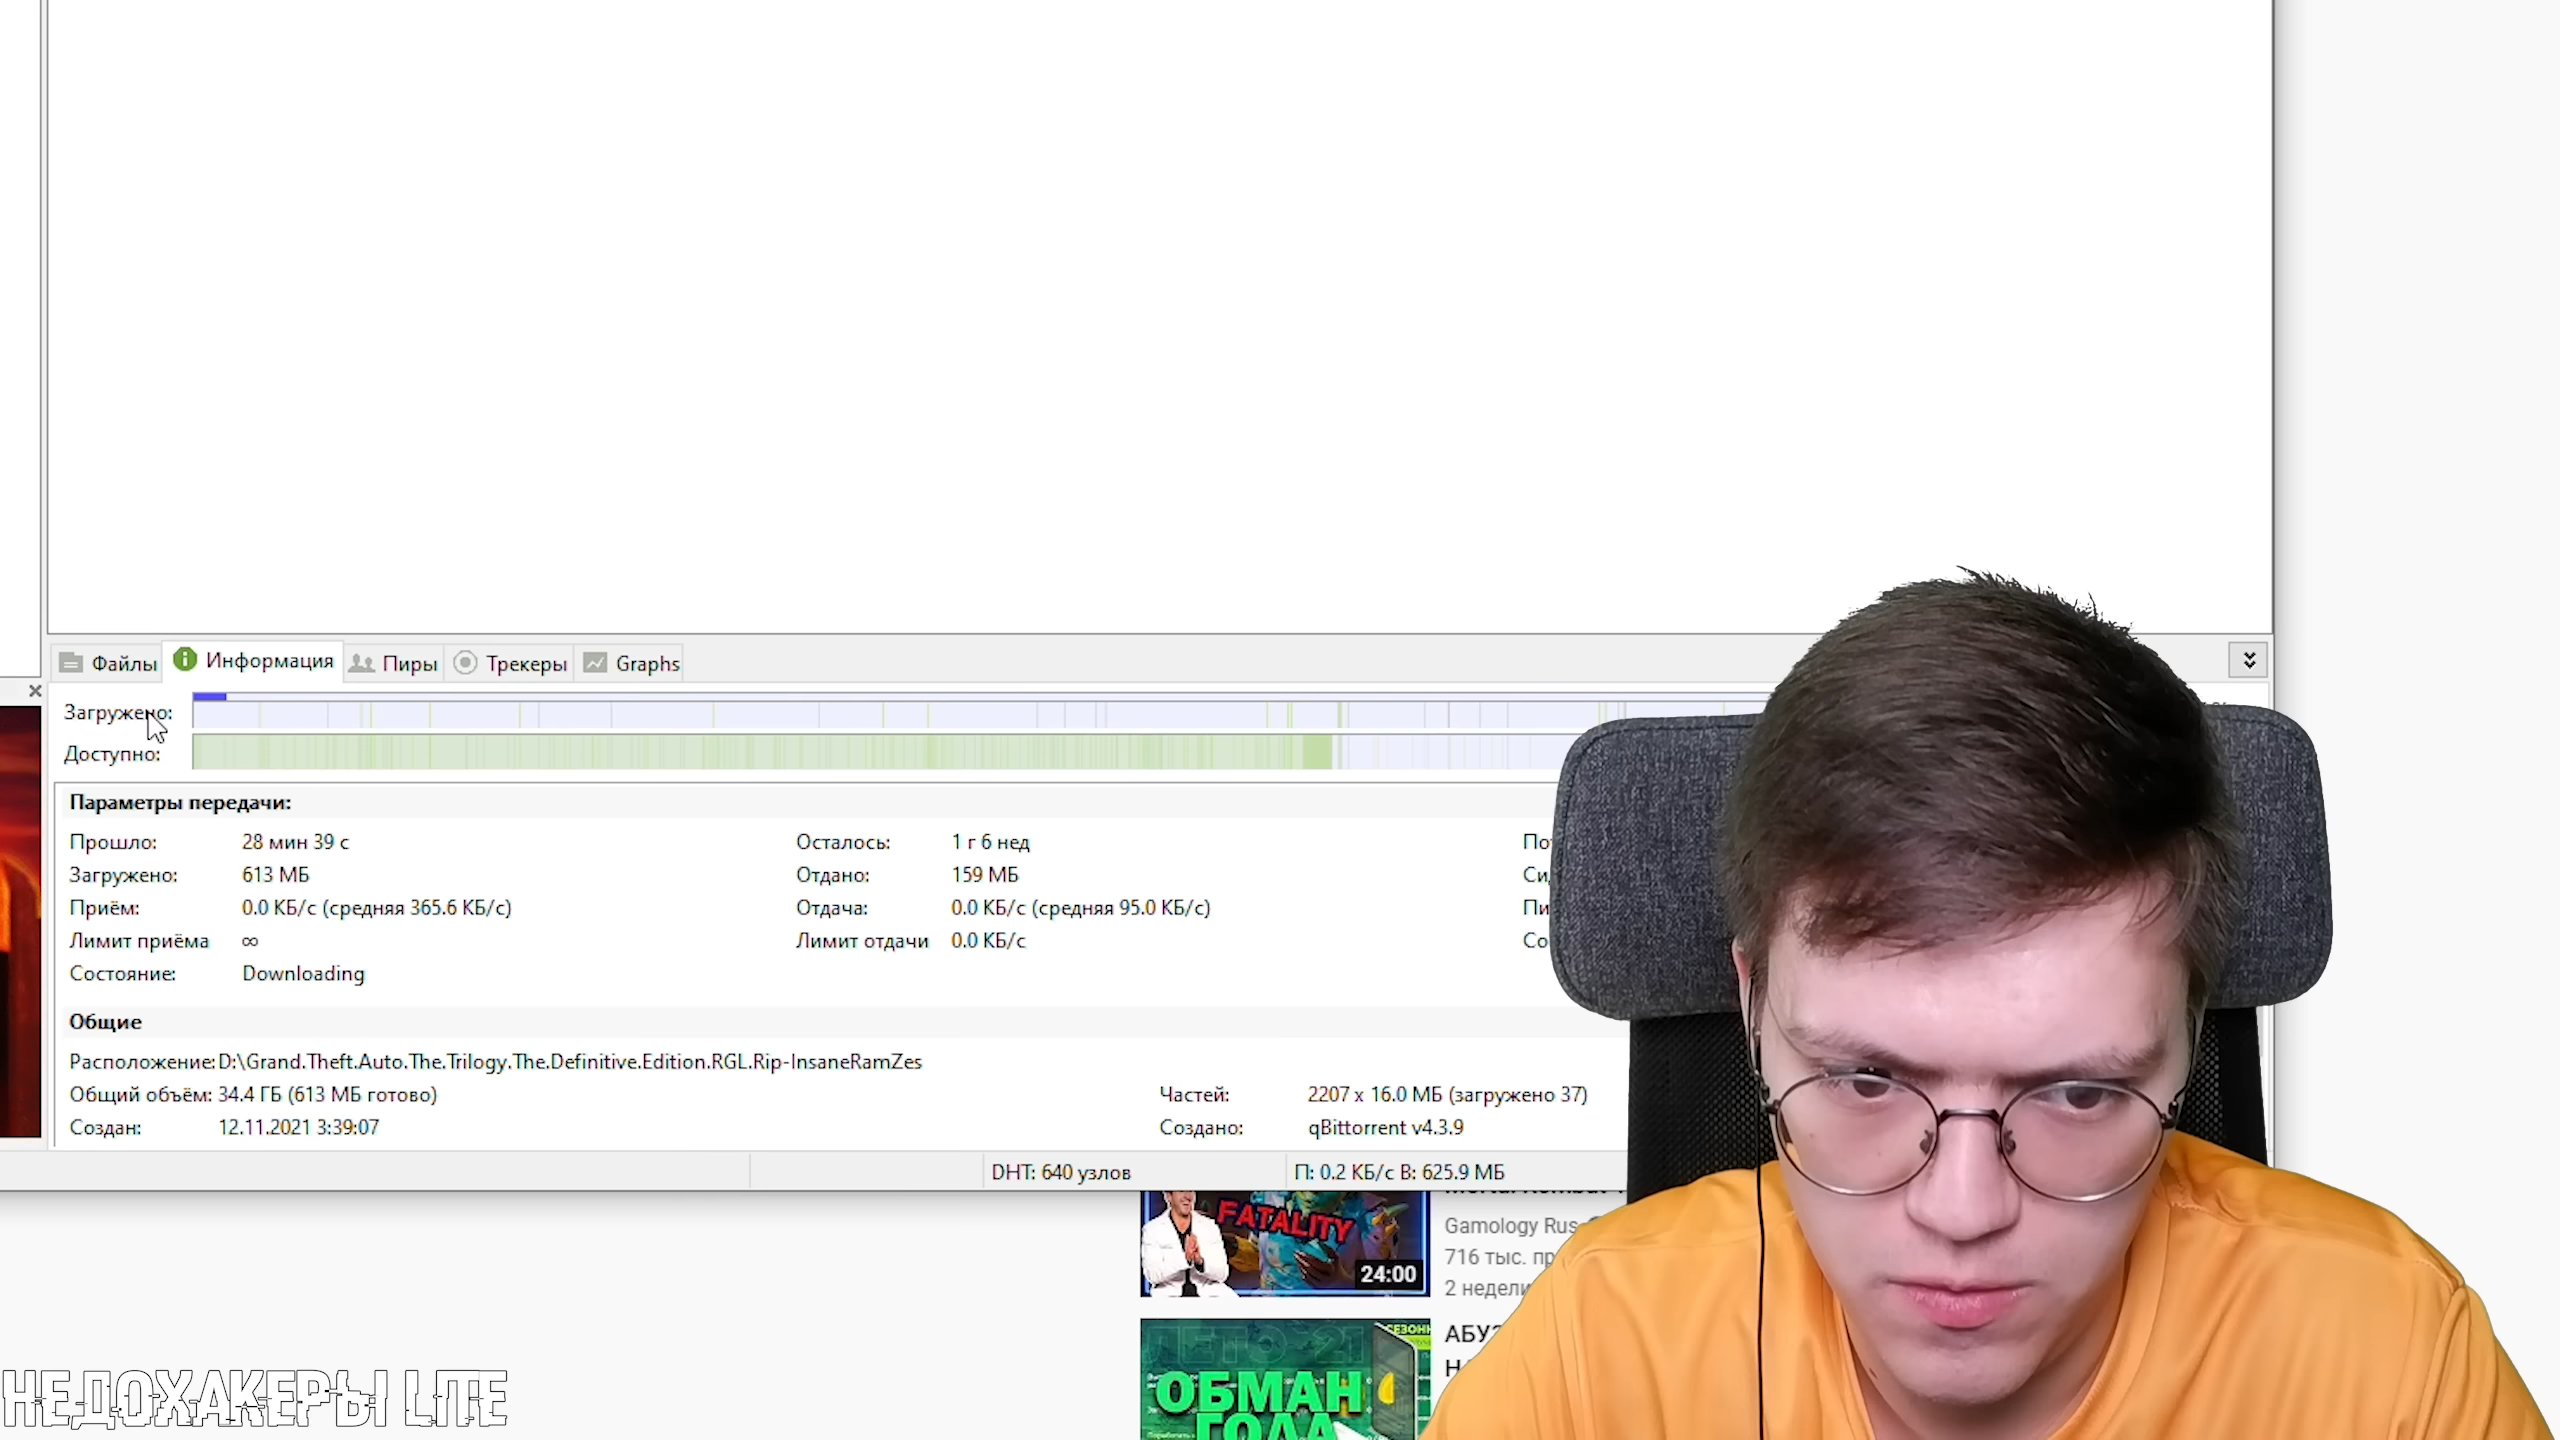 Файлы Информация Пиры Трекеры Graphs
Загружено:
Доступно:
Параметры передачи:
Прошло: 28 мин 39 с Осталось: 1 г 6 нед
Загружено: 613 МБ Отдано: 159 МБ
Приём: 0.0 КБ/с (средняя 365.6 КБ/с) Отдача: 0.0 КБ/с (средняя 95.0 КБ/с)
Лимит приёма ∞ Лимит отдачи 0.0 КБ/с
Состояние: Downloading
Общие
Расположение: D:\Grand.Theft.Auto.The.Trilogy.The.Definitive.Edition.RGL.Rip-InsaneRamZes
Общий объём: 34.4 ГБ (613 МБ готово) Частей: 2207 x 16.0 МБ (загружено 37)
Создан: 12.11.2021 3:39:07 Создано: qBittorrent v4.3.9
DHT: 640 узлов П: 0.2 КБ/с В: 625.9 МБ
FATALITY
24:00
Gamology Rus
716 тыс.
2 недели
ЛЕТО-21
ОБМАН
ГОДА
НЕДОХАКЕРЫ LITE